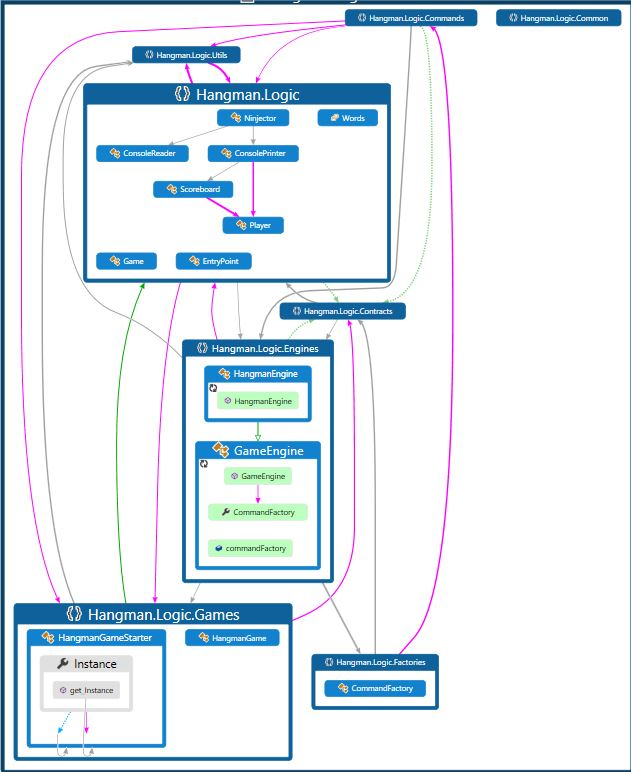 Hangman.Logic.Commands
Hangman.Logic.Common
Hangman.Logic.Utils
Hangman.Logic
Ninjector
Words
ConsoleReader
ConsolePrinter
Scoreboard
Player
Game
EntryPoint
Hangman.Logic.Contracts
Hangman.Logic.Engines
HangmanEngine
HangmanEngine
GameEngine
GameEngine
CommandFactory
commandFactory
Hangman.Logic.Games
HangmanGameStarter
HangmanGame
Instance
get_Instance
Hangman.Logic.Factories
CommandFactory